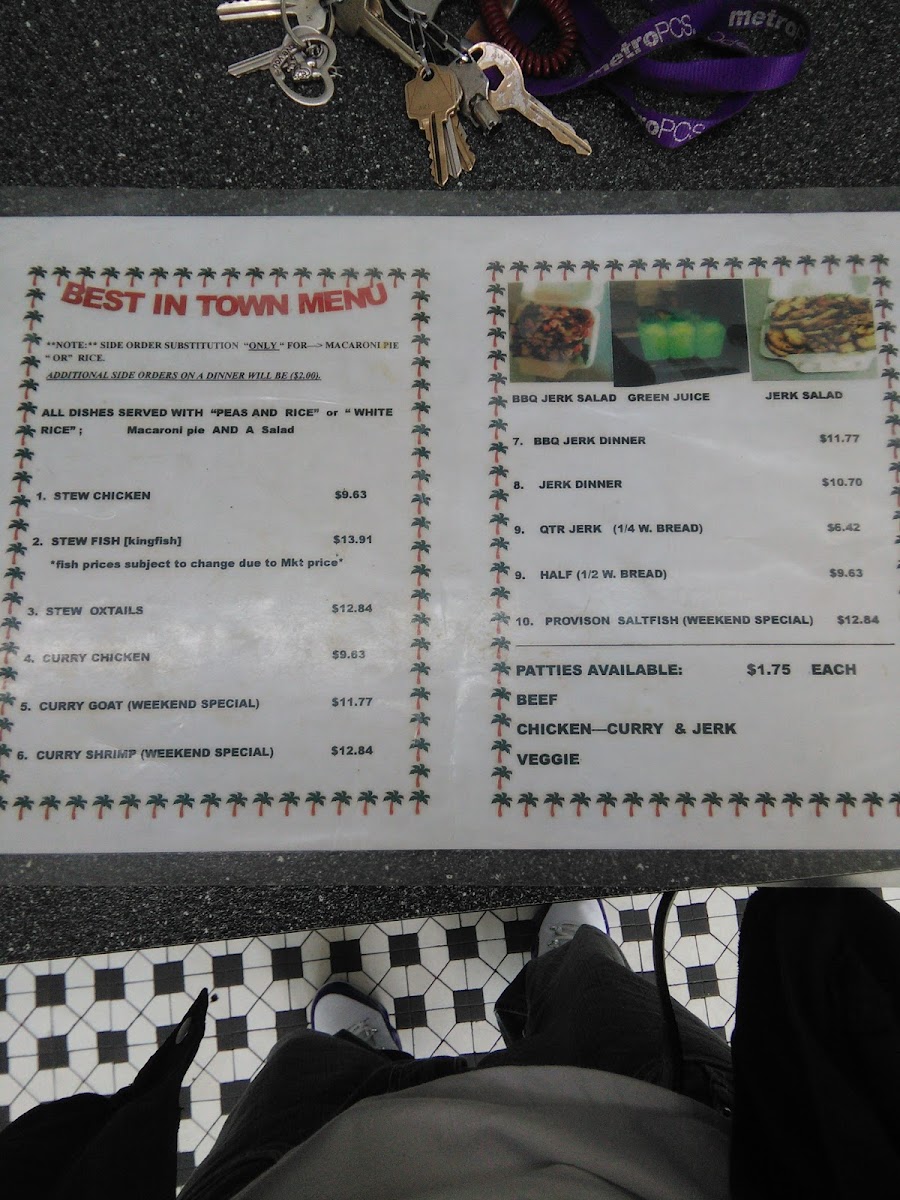 metroPCS
metro
oPCS
BEST IN TOWN MENU
**NOTE:** SIDE ORDER SUBSTITUTION "ONLY " FOR---> MACARONI PIE
" OR" RICE.
ADDITIONAL SIDE ORDERS ON A DINNER WILL BE ($2.00).
ALL DISHES SERVED WITH "PEAS AND RICE" or " WHITE
RICE" ; Macaroni pie AND A Salad
1. STEW CHICKEN $9.63
2. STEW FISH [kingfish] $13.91
*fish prices subject to change due to Mkt price*
3. STEW OXTAILS $12.84
4. CURRY CHICKEN $9.63
5. CURRY GOAT (WEEKEND SPECIAL) $11.77
6. CURRY SHRIMP (WEEKEND SPECIAL) $12.84
BBQ JERK SALAD GREEN JUICE JERK SALAD
7. BBQ JERK DINNER $11.77
8. JERK DINNER $10.70
9. QTR JERK (1/4 W. BREAD) $6.42
9. HALF (1/2 W. BREAD) $9.63
10. PROVISON SALTFISH (WEEKEND SPECIAL) $12.84
PATTIES AVAILABLE: $1.75 EACH
BEEF
CHICKEN---CURRY & JERK
VEGGIE